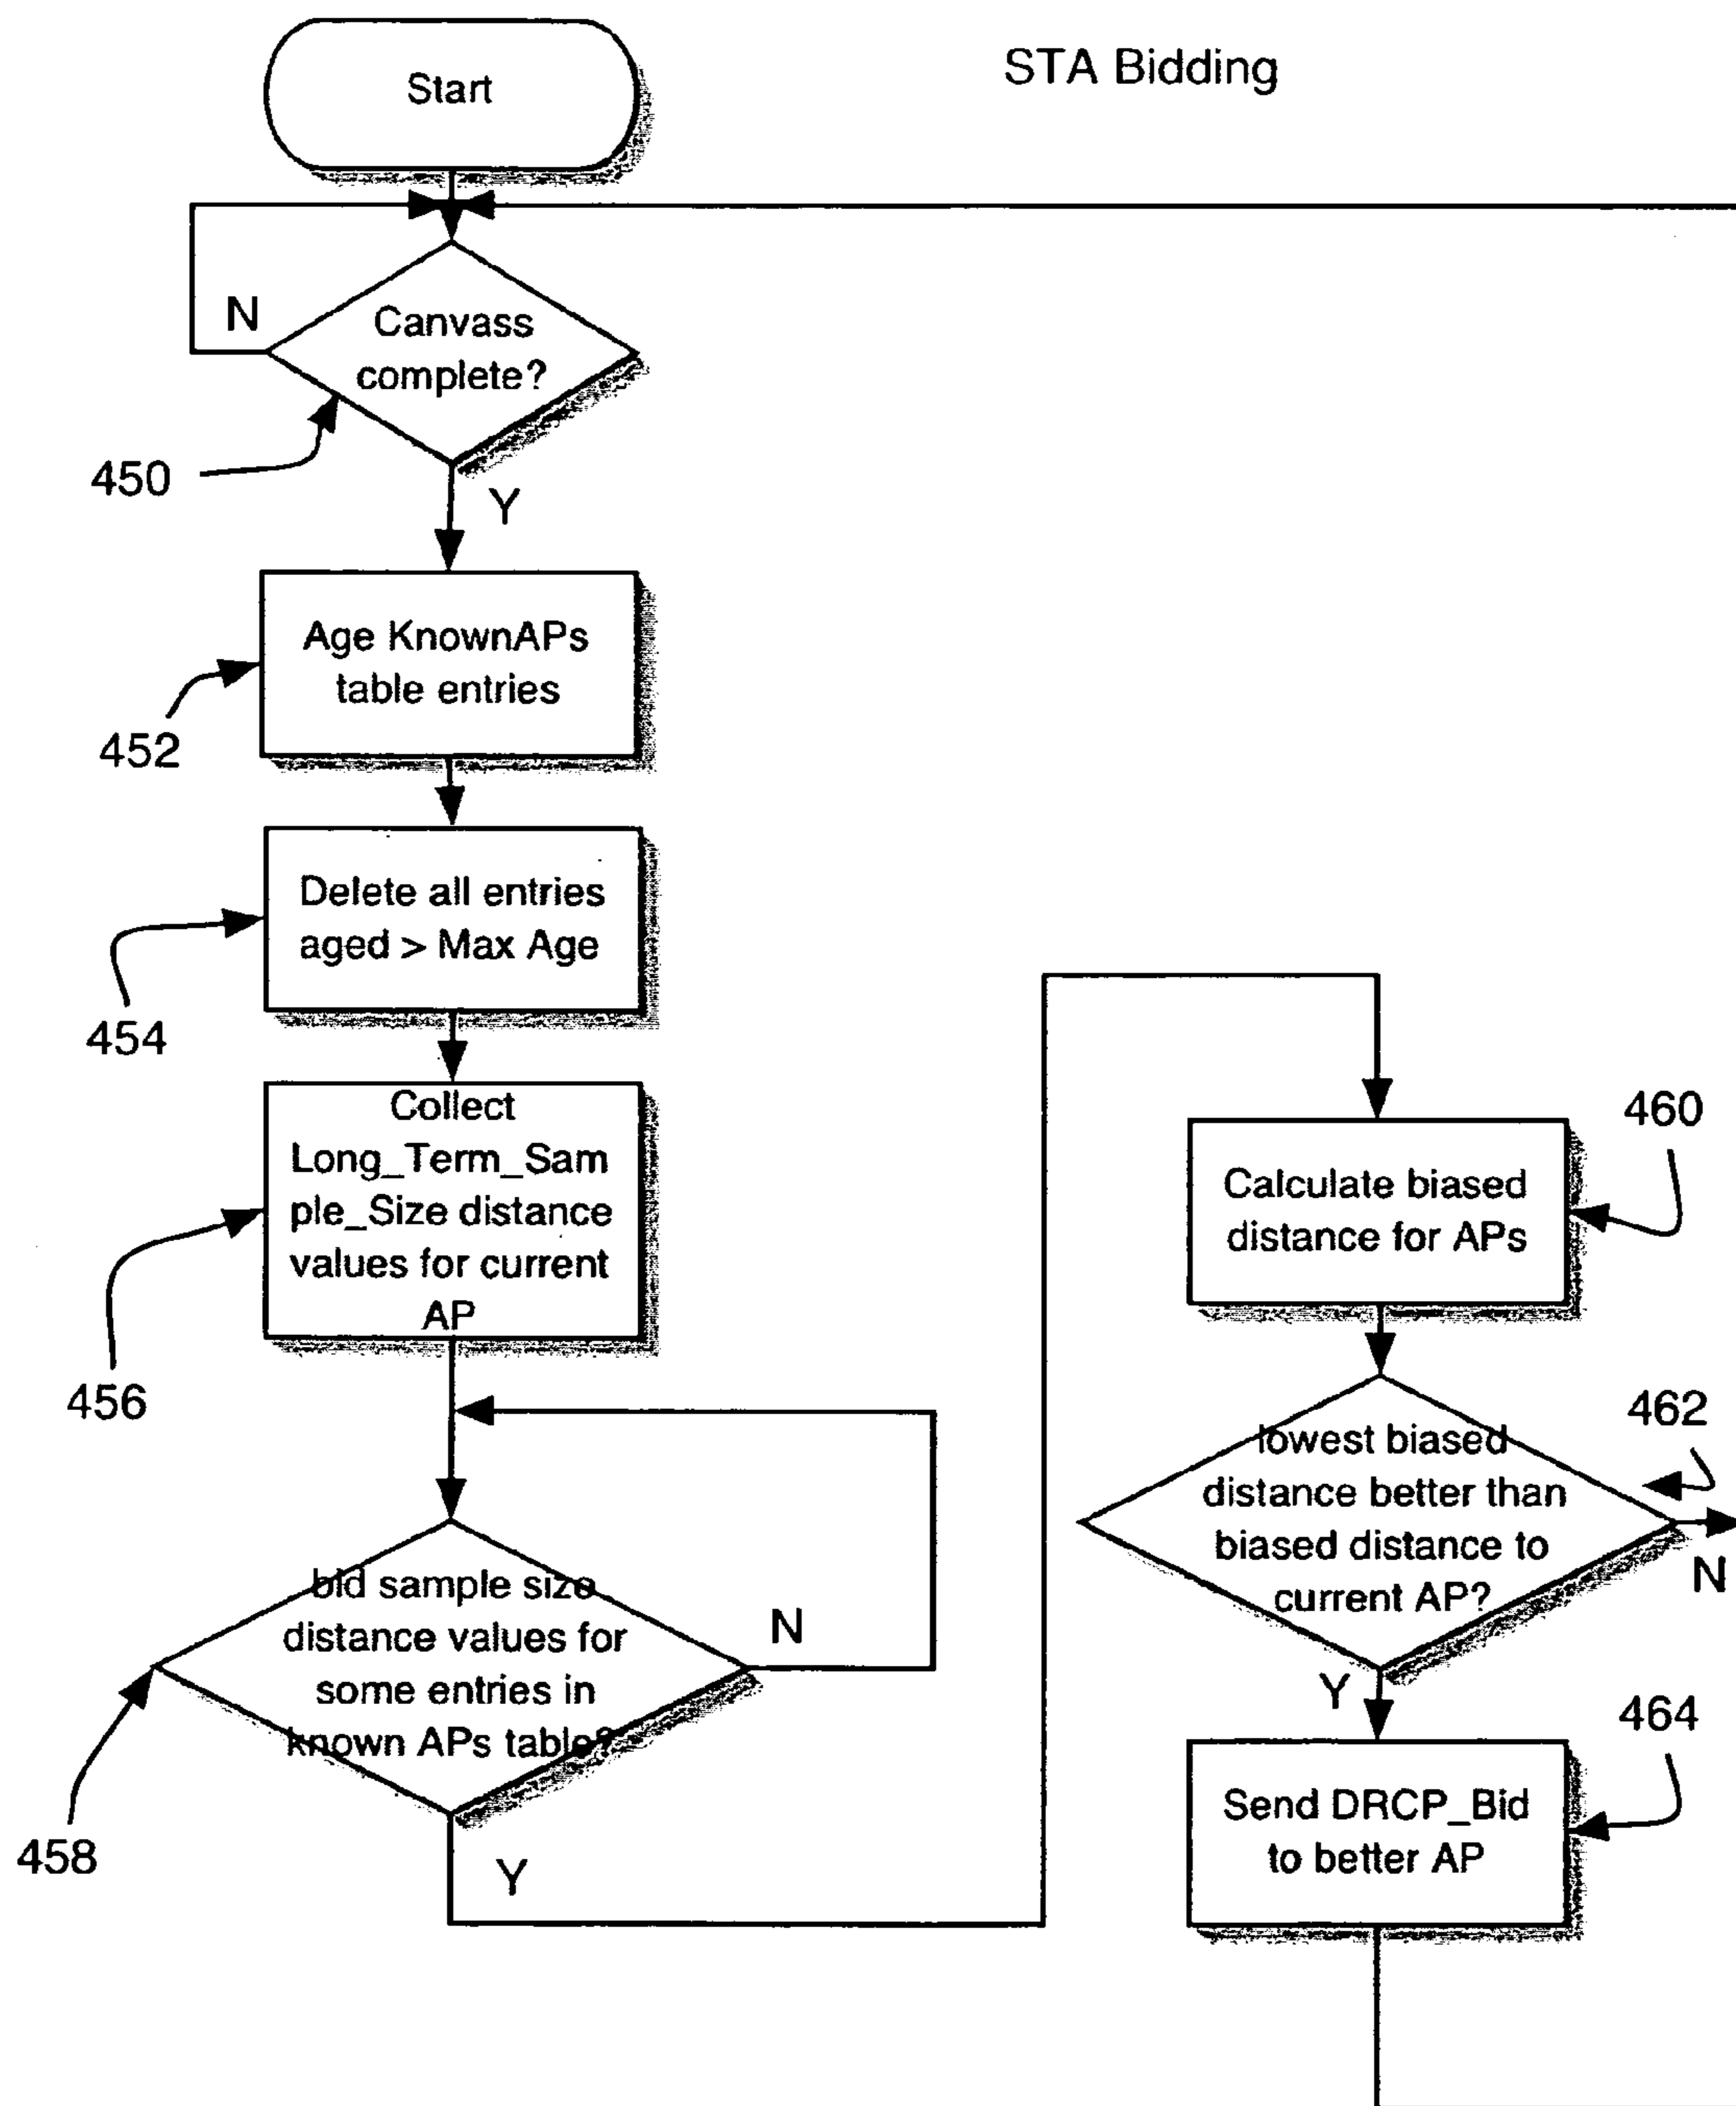 STA Bidding
Start
N
Canvass
complete?
450
Y
Age KnownAPs
table entries
452
Delete all entries
aged > Max Age
454
Collect
Long_Term_Sam
ple_Size distance
values for current
AP
456
bid sample size
distance values for
some entries in
known APs table?
N
458
Y
460
Calculate biased
distance for APs
462
lowest biased
distance better than
biased distance to
current AP?
N
Y
464
Send DRCP_Bid
to better AP